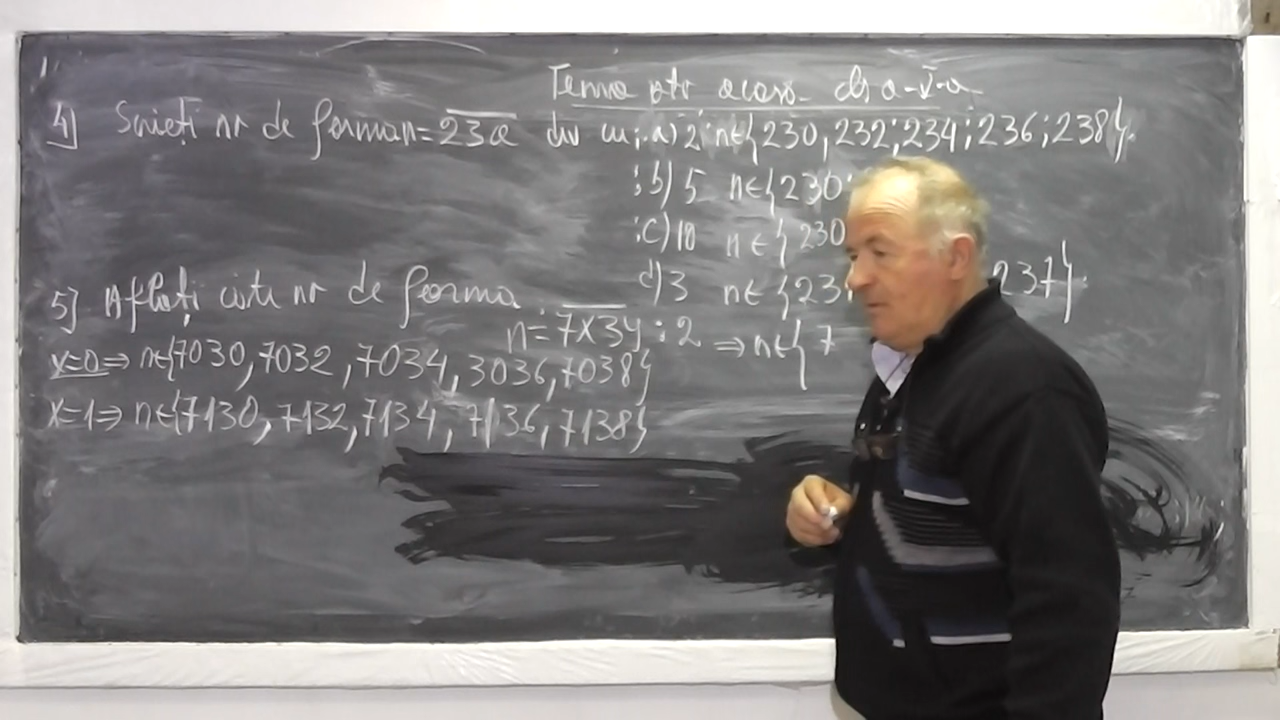 Tema ptr acasă cls a-V-a
4) Scrieți nr de forma n=23a div cu: a) 2 n∈{230, 232; 234; 236; 238}.
; b) 5 n∈{230;
; c) 10 n∈{230
d) 3 n∈{23 237}.
5) Aflați câte nr de forma n=7x3y ⋮ 2 ⇒ n∈{7
x=0 ⇒ n∈{7030, 7032, 7034, 3036, 7038}
x=1 ⇒ n∈{7130, 7132, 7134, 7136, 7138}